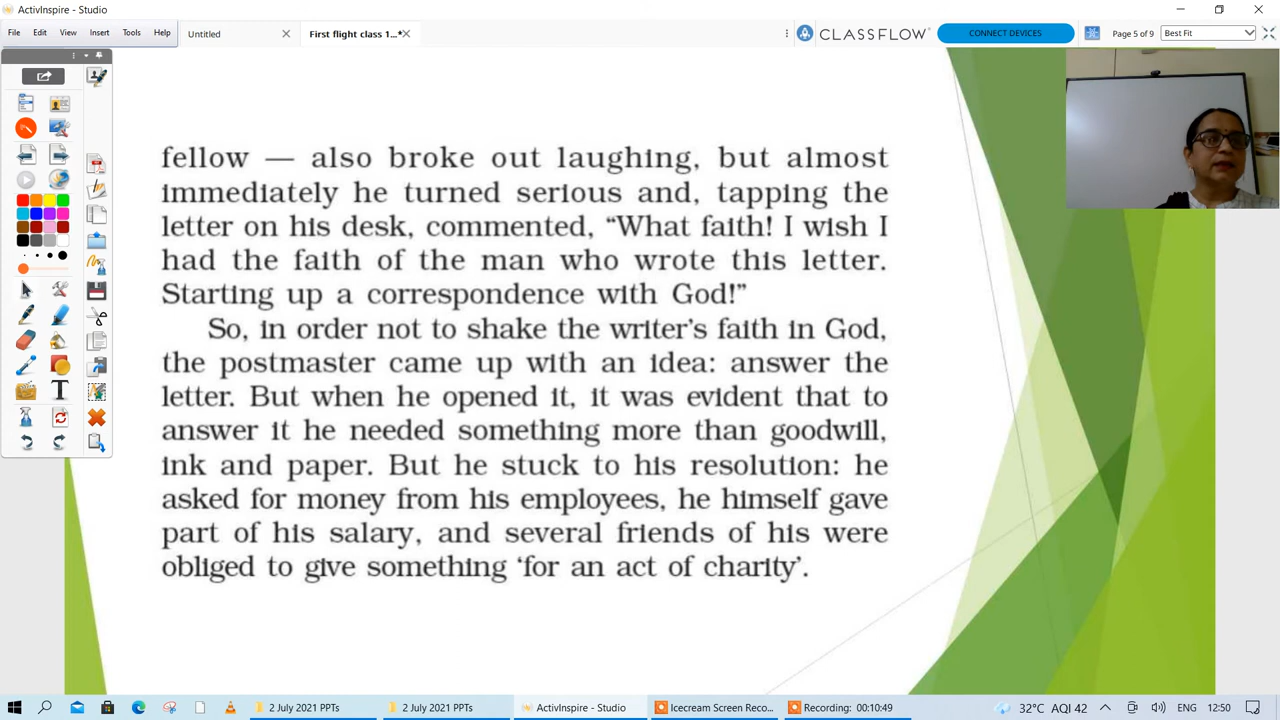 ActivInspire - Studio
File Edit View Insert Tools Help
Untitled
First flight class 1...*
CLASSFLOW
CONNECT DEVICES
Page 5 of 9
Best Fit
fellow — also broke out laughing, but almost
immediately he turned serious and, tapping the
letter on his desk, commented, “What faith! I wish I
had the faith of the man who wrote this letter.
Starting up a correspondence with God!”
So, in order not to shake the writer’s faith in God,
the postmaster came up with an idea: answer the
letter. But when he opened it, it was evident that to
answer it he needed something more than goodwill,
ink and paper. But he stuck to his resolution: he
asked for money from his employees, he himself gave
part of his salary, and several friends of his were
obliged to give something ‘for an act of charity’.
2 July 2021 PPTs
2 July 2021 PPTs
ActivInspire - Studio
Icecream Screen Reco...
Recording: 00:10:49
32°C AQI 42
ENG
12:50